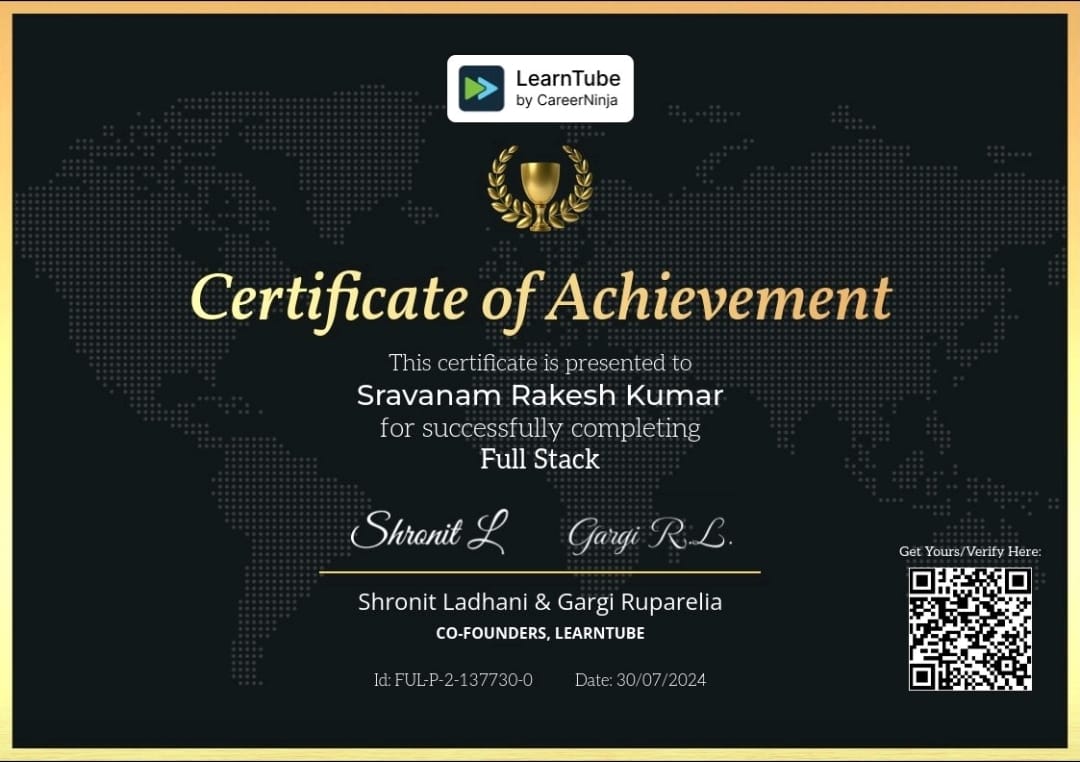 LearnTube
by CareerNinja
Certificate of Achievement
This certificate is presented to
Sravanam Rakesh Kumar
for successfully completing
Full Stack
Shronit L Gargi R.L.
Get Yours/Verify Here:
Shronit Ladhani & Gargi Ruparelia
CO-FOUNDERS, LEARNTUBE
Id: FUL-P-2-137730-0 Date: 30/07/2024